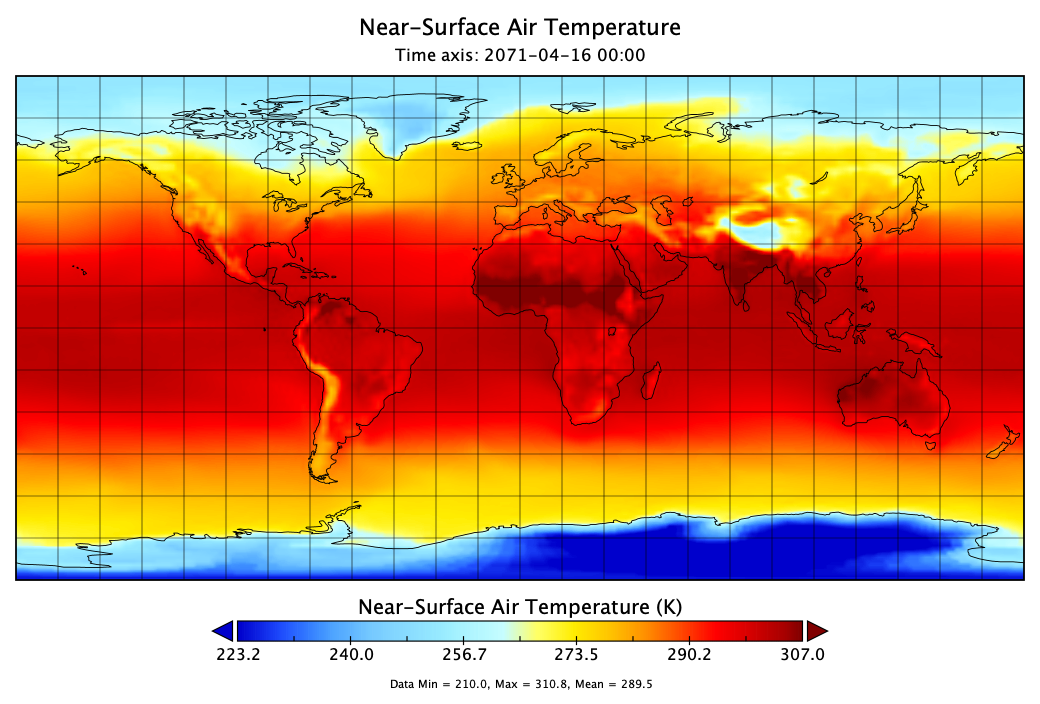 Near-Surface Air Temperature
Time axis: 2071-04-16 00:00
Near-Surface Air Temperature (K)
223.2 240.0 256.7 273.5 290.2 307.0
Data Min = 210.0, Max = 310.8, Mean = 289.5